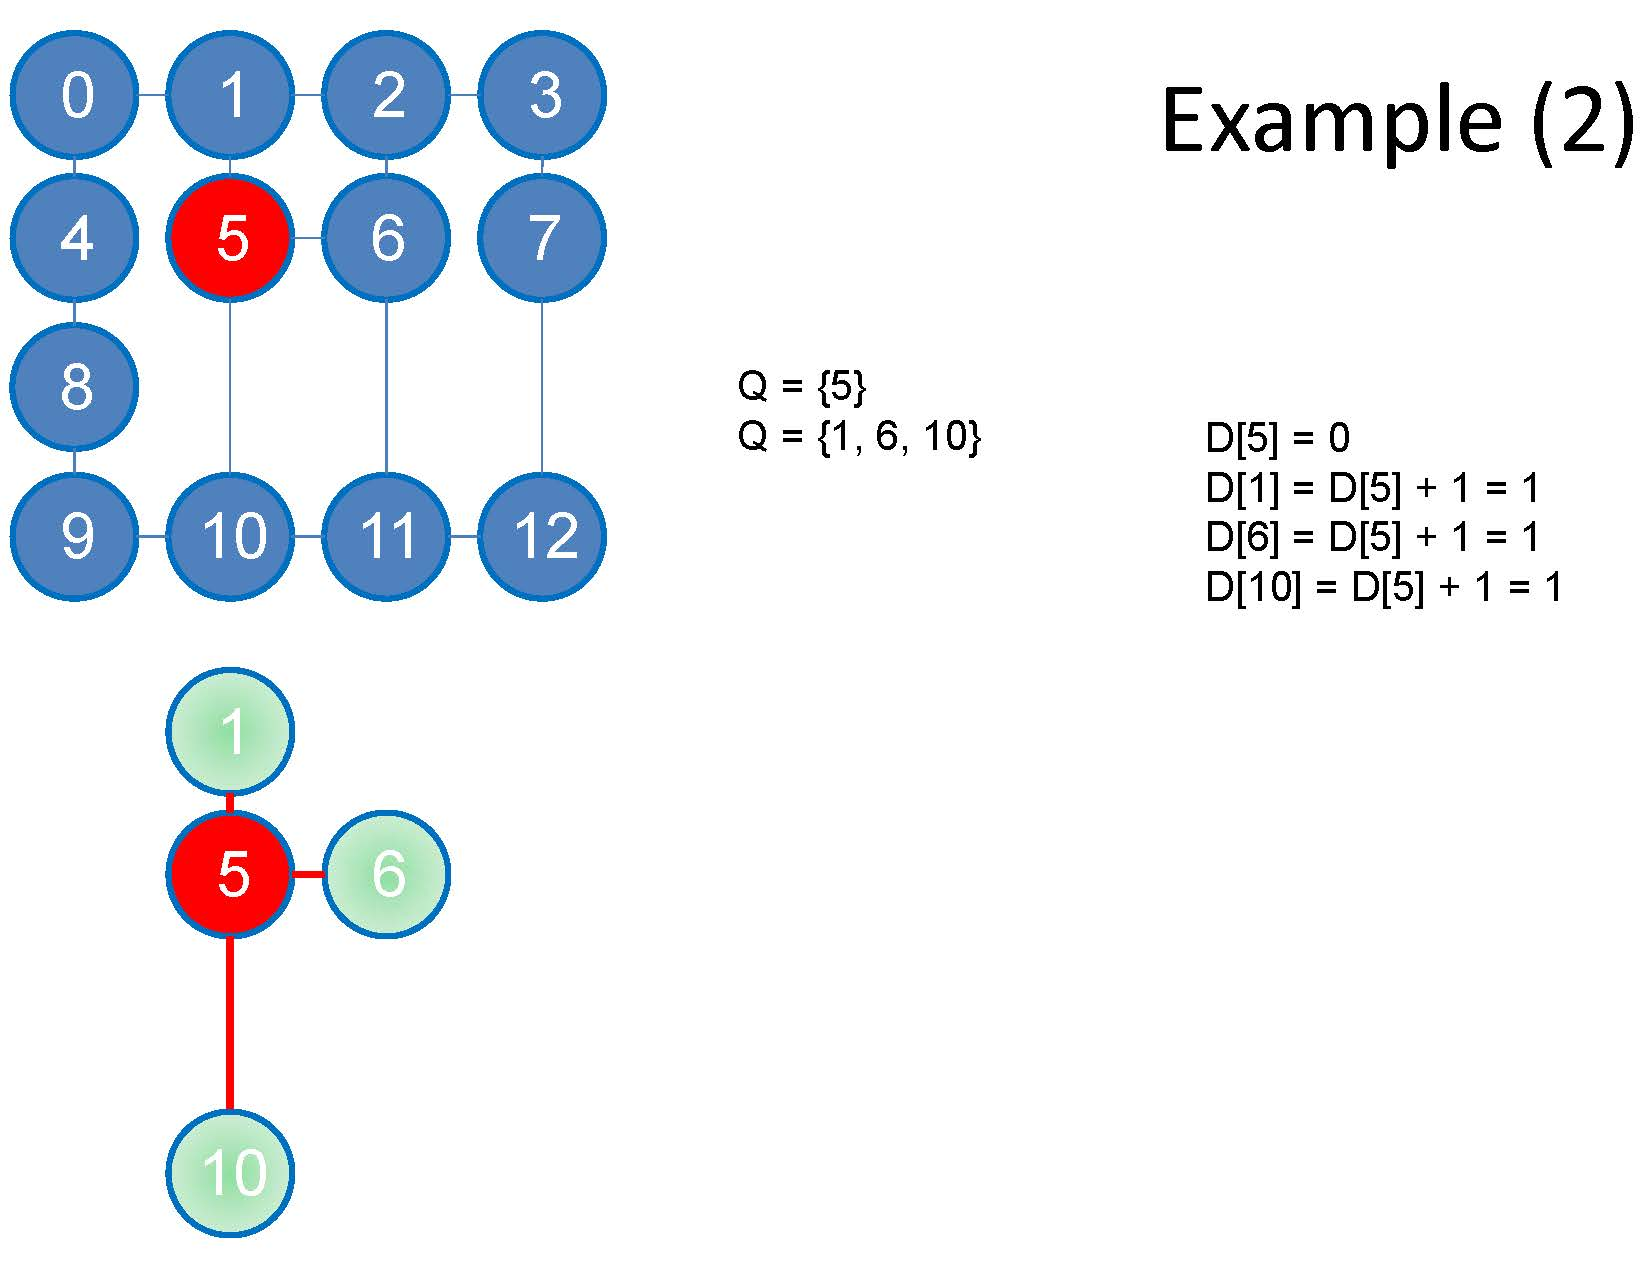 Example (2)
0 1 2 3
4 5 6 7
8
9 10 11 12
Q = {5}
Q = {1, 6, 10}
D[5] = 0
D[1] = D[5] + 1 = 1
D[6] = D[5] + 1 = 1
D[10] = D[5] + 1 = 1
1
5 6
10